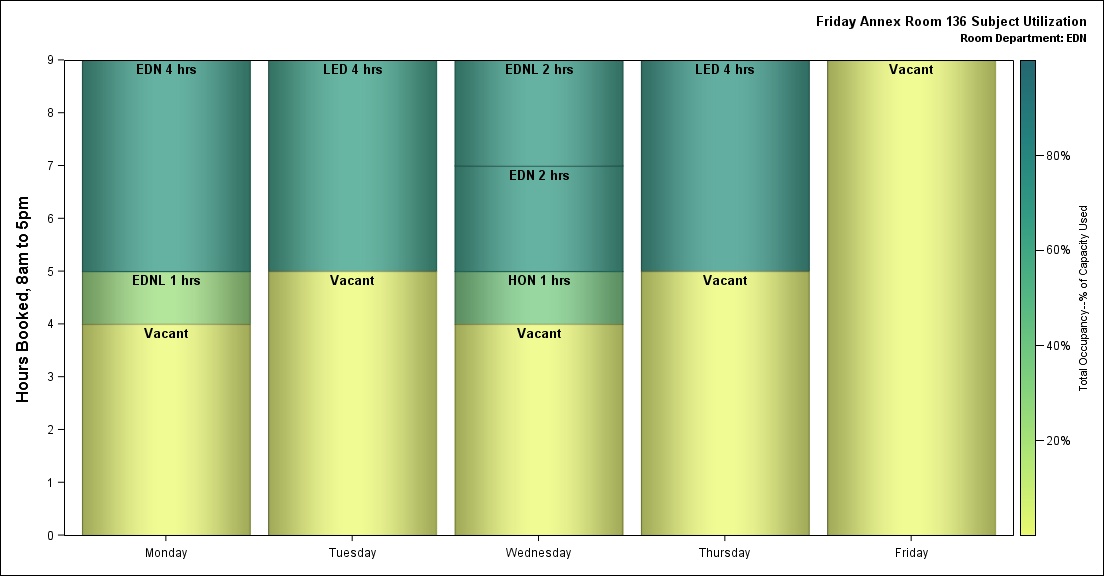 Friday Annex Room 136 Subject Utilization
Room Department: EDN
Hours Booked, 8am to 5pm
9
8
7
6
5
4
3
2
1
0
EDN 4 hrs
EDNL 1 hrs
Vacant
LED 4 hrs
Vacant
EDNL 2 hrs
EDN 2 hrs
HON 1 hrs
Vacant
LED 4 hrs
Vacant
Vacant
Monday
Tuesday
Wednesday
Thursday
Friday
80%
60%
40%
20%
Total Occupancy--% of Capacity Used